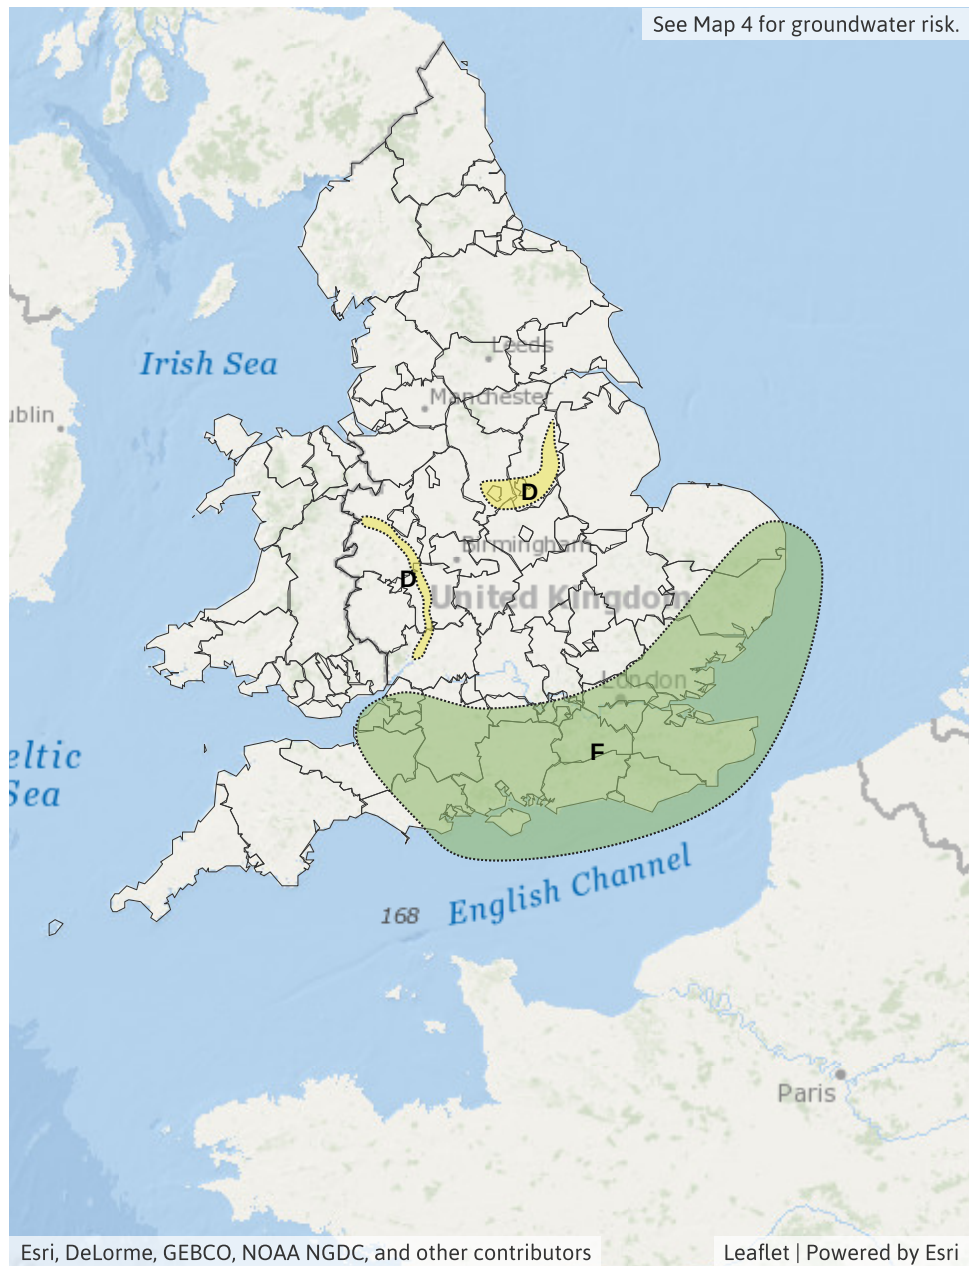 See Map 4 for groundwater risk.
Leeds
Irish Sea
Manchester
ublin
D
Birmingham
D
United Kingdom
London
F
eltic
Sea
English Channel
168
Paris
Esri, DeLorme, GEBCO, NOAA NGDC, and other contributors
Leaflet | Powered by Esri